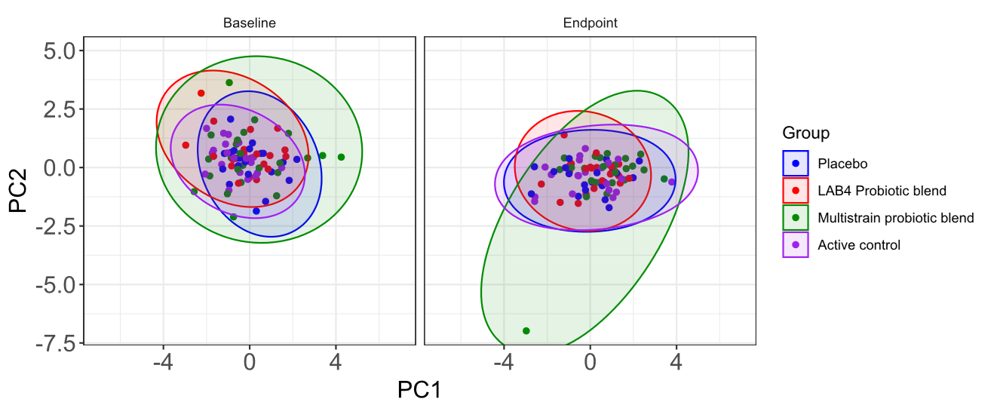 Baseline
Endpoint
5.0
2.5
0.0
-2.5
-5.0
-7.5
PC2
-4
0
4
-4
0
4
PC1
Group
Placebo
LAB4 Probiotic blend
Multistrain probiotic blend
Active control